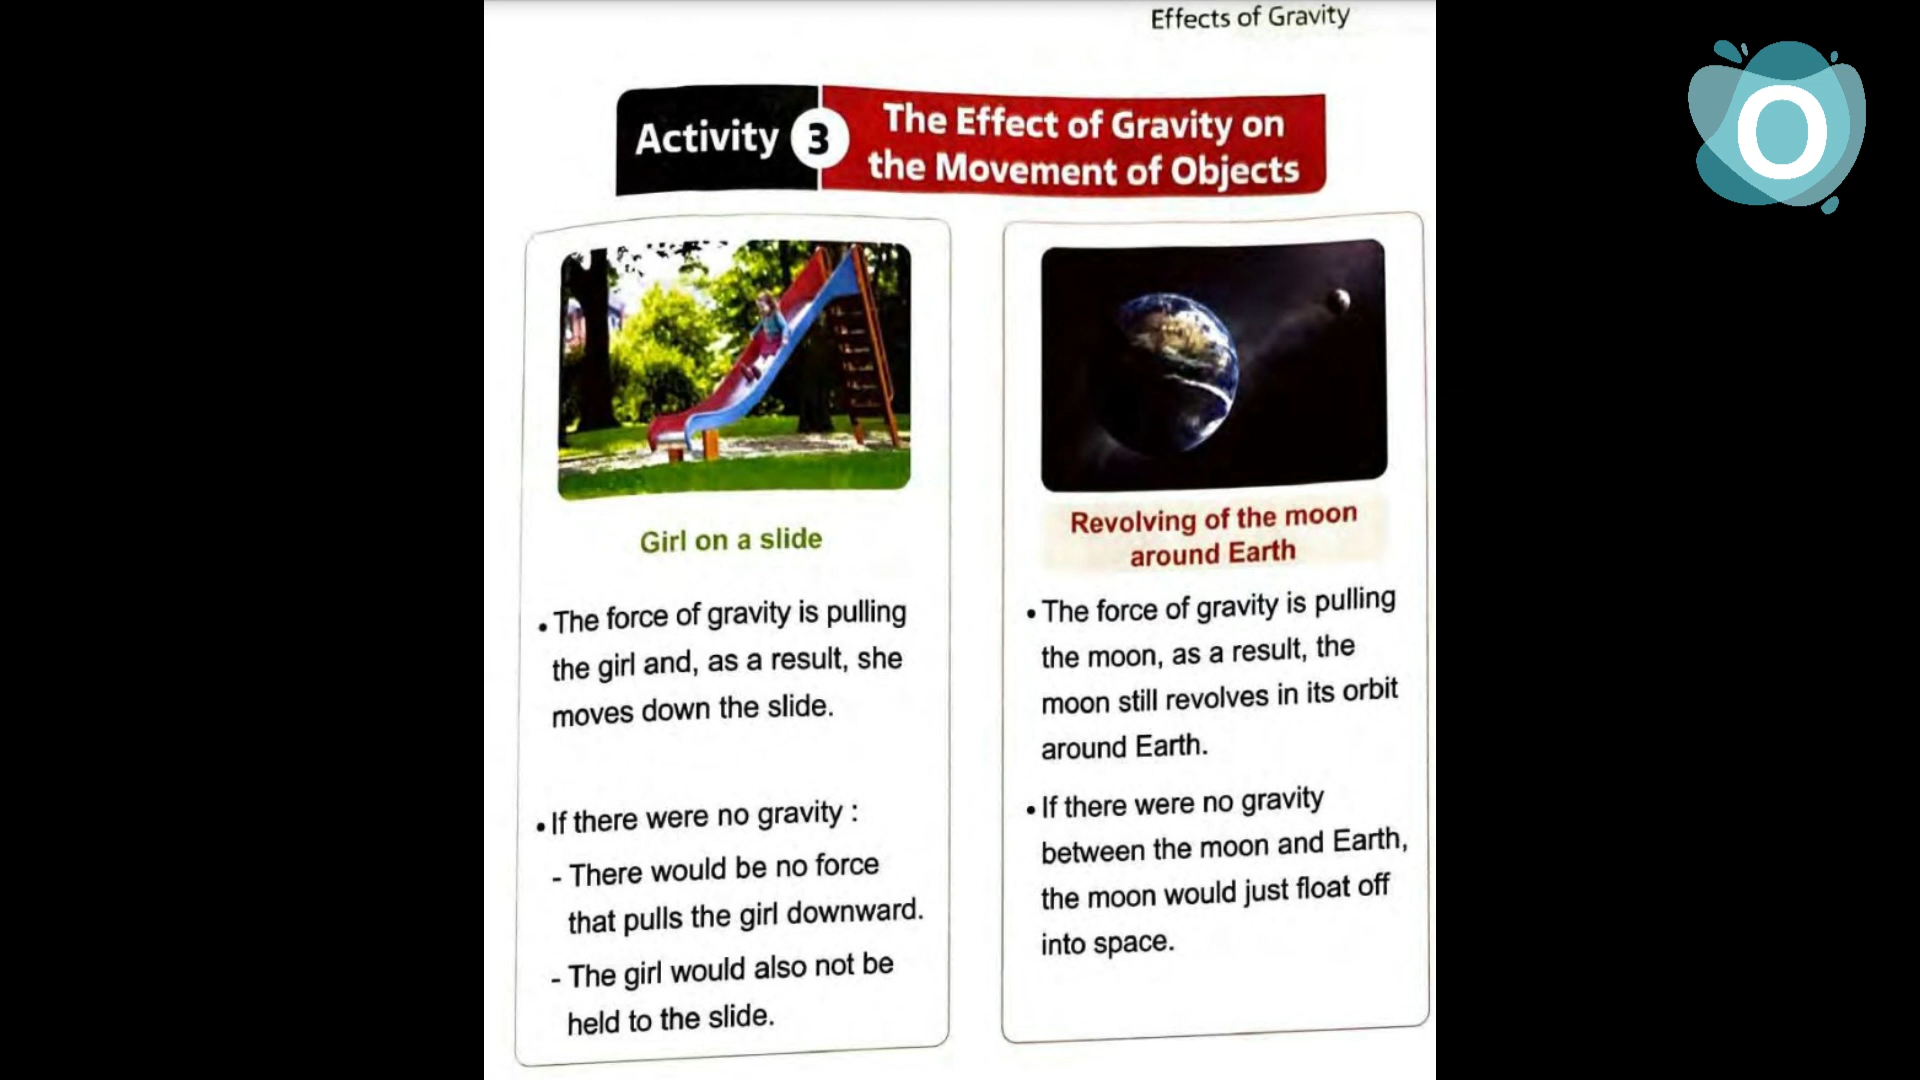 Effects of Gravity
Activity 3
The Effect of Gravity on
the Movement of Objects
Girl on a slide
• The force of gravity is pulling
the girl and, as a result, she
moves down the slide.
• If there were no gravity :
- There would be no force
that pulls the girl downward.
- The girl would also not be
held to the slide.
Revolving of the moon
around Earth
• The force of gravity is pulling
the moon, as a result, the
moon still revolves in its orbit
around Earth.
• If there were no gravity
between the moon and Earth,
the moon would just float off
into space.
O